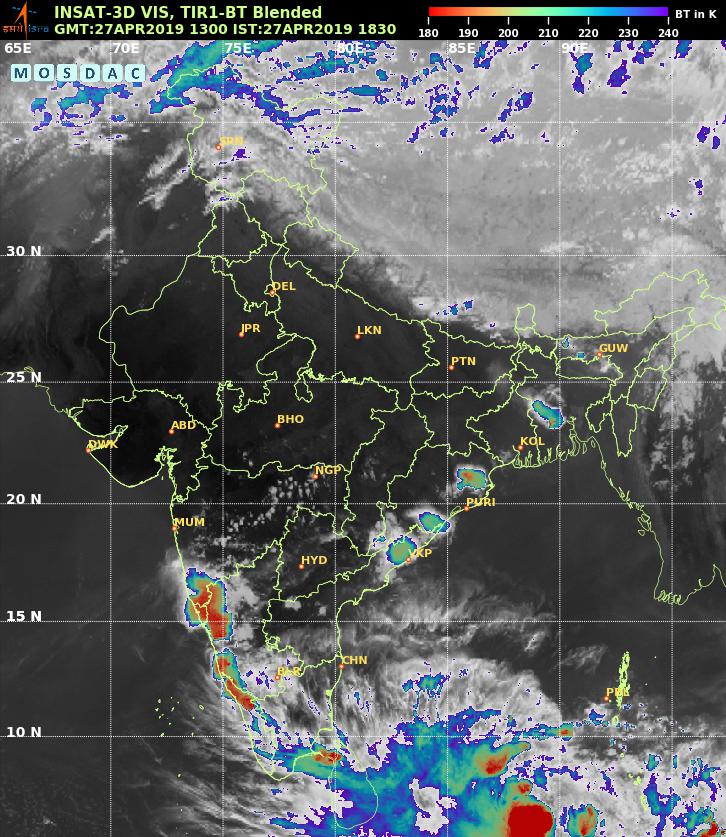 INSAT-3D VIS, TIR1-BT Blended
GMT:27APR2019 1300 IST:27APR2019 1830
BT in K
180 190 200 210 220 230 240
65E 70E 75E 80E 85E 90E
MOSDAC
SRN
30 N
DEL
JPR LKN
GUW
PTN
25 N
ABD BHO
DWK KOL
NGP
20 N
PURI
MUM
HYD VKP
15 N
CHN
BLR
10 N